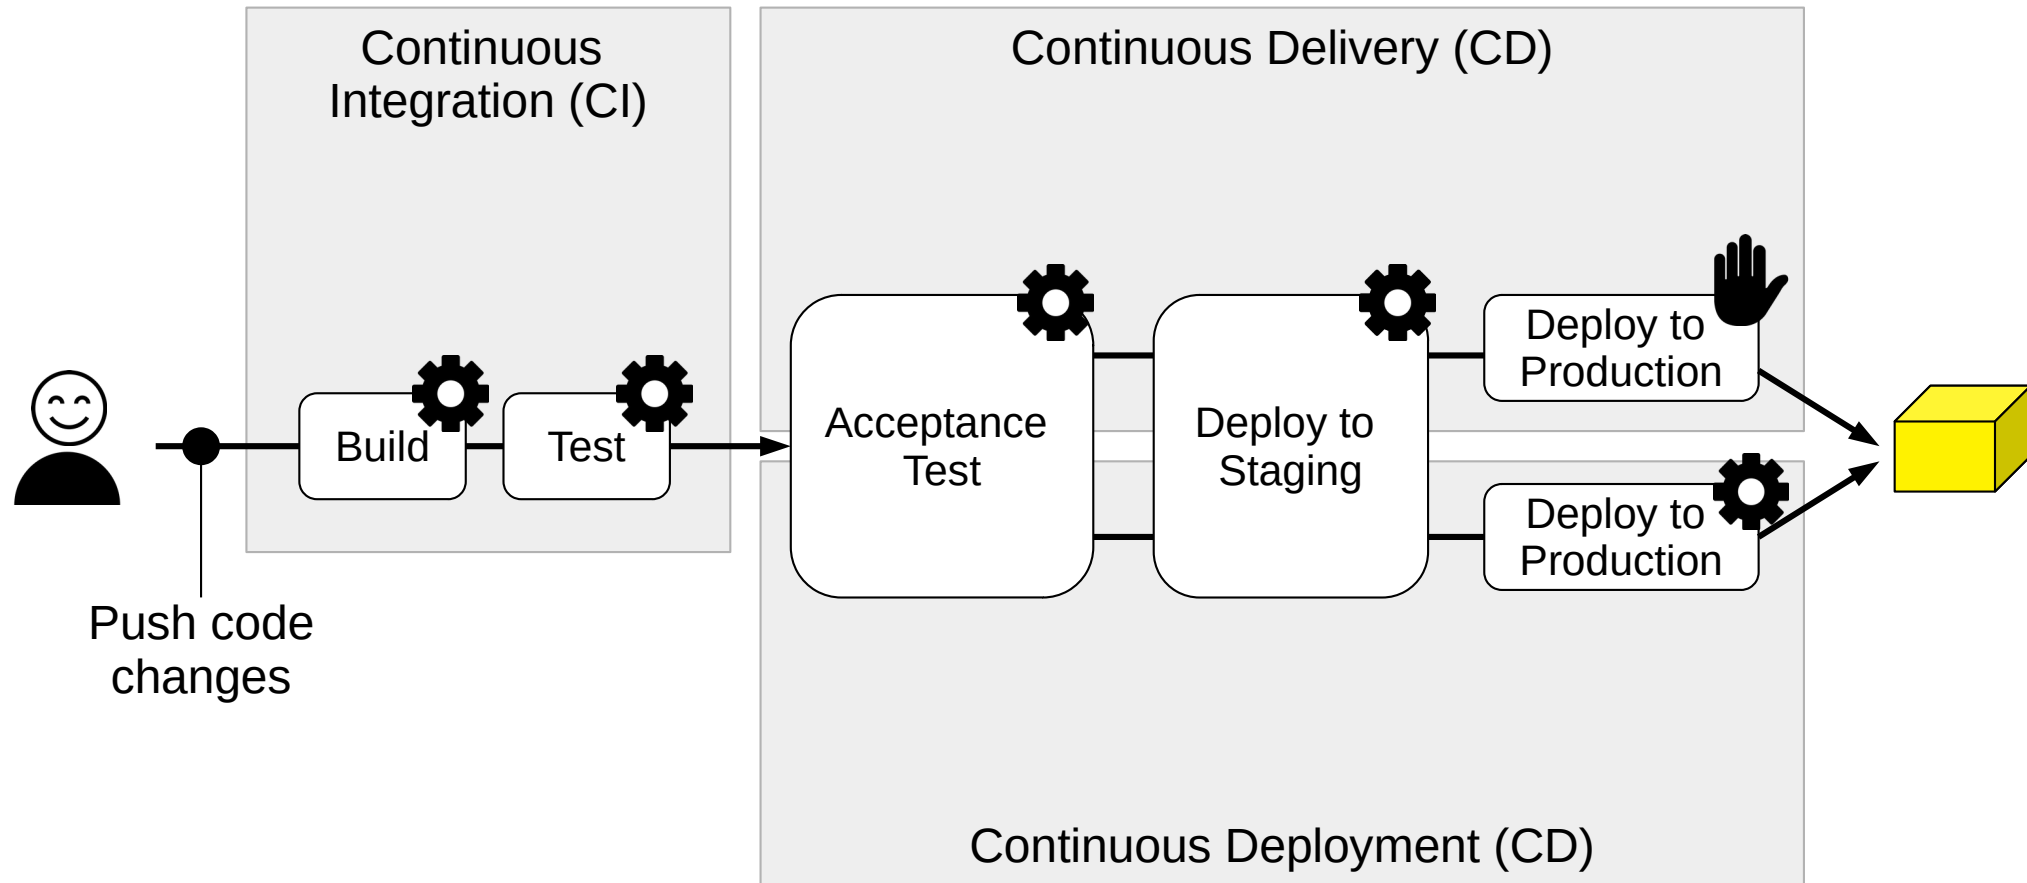 Continuous
Integration (CI)
Continuous Delivery (CD)
Build
Test
Acceptance
Test
Deploy to
Staging
Deploy to
Production
Deploy to
Production
Push code
changes
Continuous Deployment (CD)